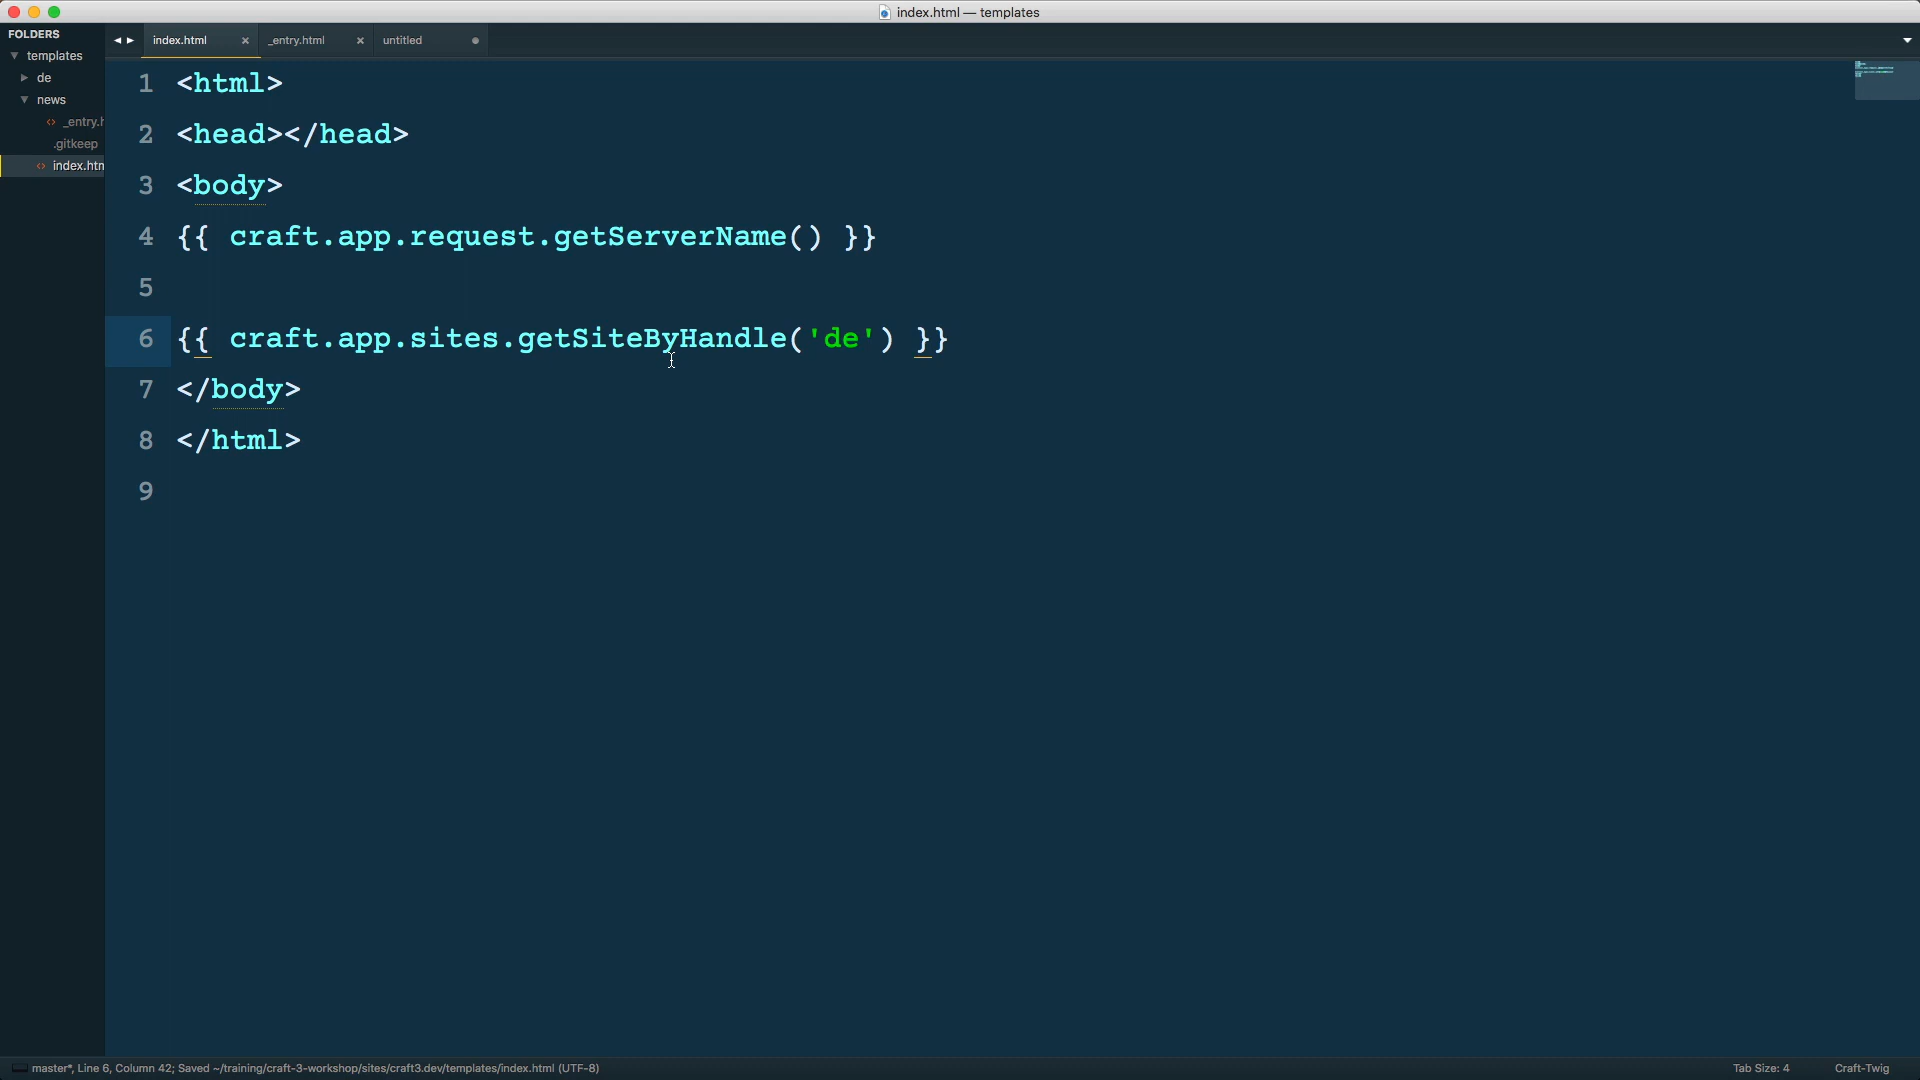 index.html — templates
FOLDERS
templates
de
news
_entry.h
.gitkeep
index.htm
index.html
_entry.html
untitled
1 <html>
2 <head></head>
3 <body>
4 {{ craft.app.request.getServerName() }}
5
6 {{ craft.app.sites.getSiteByHandle('de') }}
7 </body>
8 </html>
9
master*, Line 6, Column 42; Saved ~/training/craft-3-workshop/sites/craft3.dev/templates/index.html (UTF-8)
Tab Size: 4
Craft-Twig